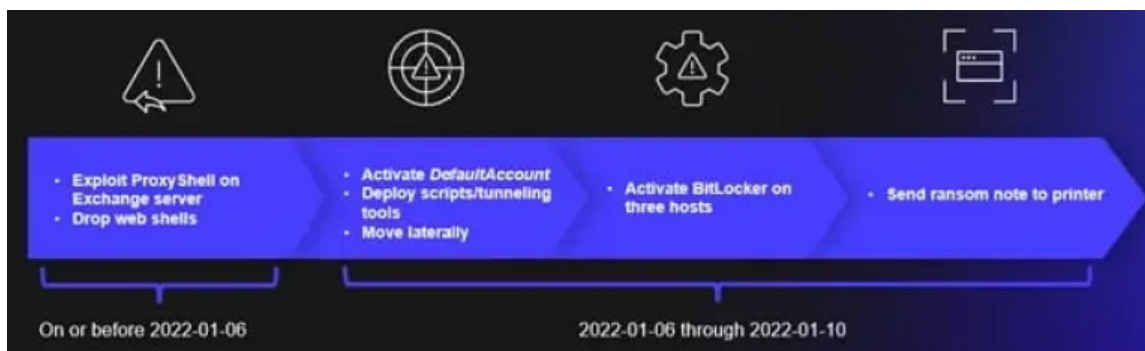 • Exploit ProxyShell on
Exchange server
• Drop web shells
• Activate DefaultAccount
• Deploy scripts/tunneling
tools
• Move laterally
• Activate BitLocker on
three hosts
• Send ransom note to printer
On or before 2022-01-06
2022-01-06 through 2022-01-10